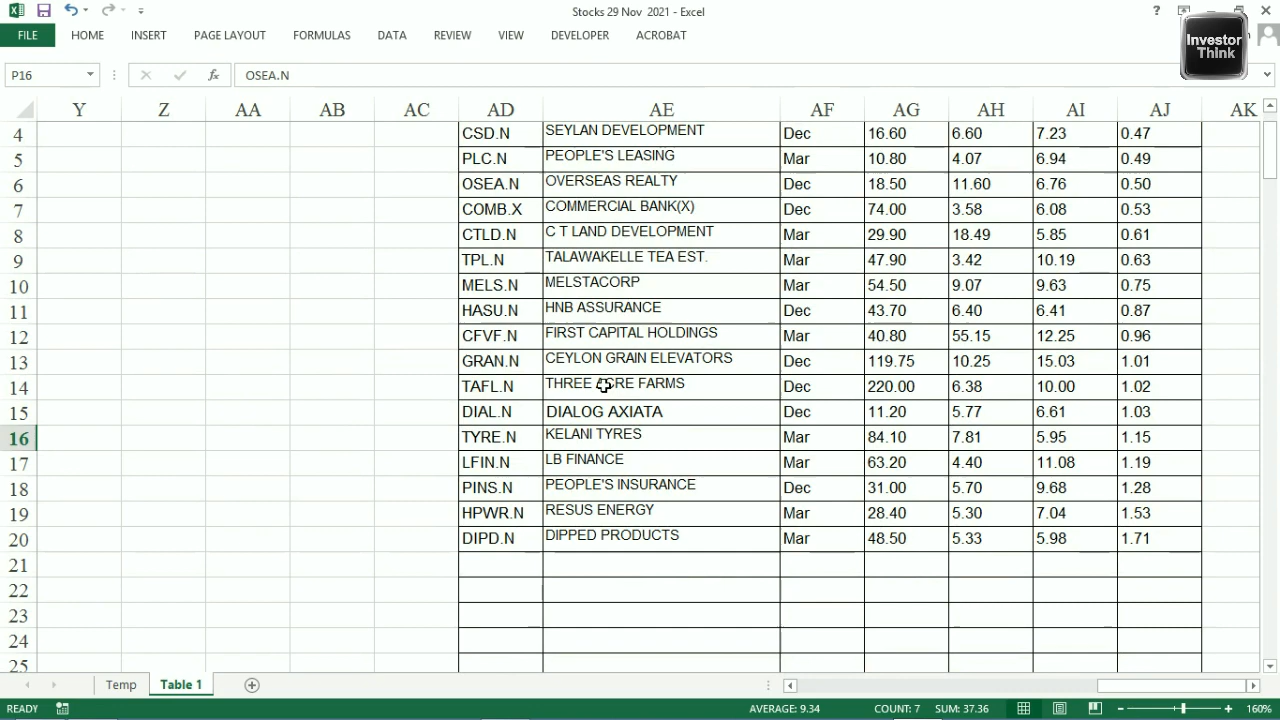 Stocks 29 Nov 2021 - Excel
?
FILE HOME INSERT PAGE LAYOUT FORMULAS DATA REVIEW VIEW DEVELOPER ACROBAT
Investor
Think
P16 fx OSEA.N
Y Z AA AB AC AD AE AF AG AH AI AJ AK
4 CSD.N SEYLAN DEVELOPMENT Dec 16.60 6.60 7.23 0.47
5 PLC.N PEOPLE'S LEASING Mar 10.80 4.07 6.94 0.49
6 OSEA.N OVERSEAS REALTY Dec 18.50 11.60 6.76 0.50
7 COMB.X COMMERCIAL BANK(X) Dec 74.00 3.58 6.08 0.53
8 CTLD.N C T LAND DEVELOPMENT Mar 29.90 18.49 5.85 0.61
9 TPL.N TALAWAKELLE TEA EST. Mar 47.90 3.42 10.19 0.63
10 MELS.N MELSTACORP Mar 54.50 9.07 9.63 0.75
11 HASU.N HNB ASSURANCE Dec 43.70 6.40 6.41 0.87
12 CFVF.N FIRST CAPITAL HOLDINGS Mar 40.80 55.15 12.25 0.96
13 GRAN.N CEYLON GRAIN ELEVATORS Dec 119.75 10.25 15.03 1.01
14 TAFL.N THREE ACRE FARMS Dec 220.00 6.38 10.00 1.02
15 DIAL.N DIALOG AXIATA Dec 11.20 5.77 6.61 1.03
16 TYRE.N KELANI TYRES Mar 84.10 7.81 5.95 1.15
17 LFIN.N LB FINANCE Mar 63.20 4.40 11.08 1.19
18 PINS.N PEOPLE'S INSURANCE Dec 31.00 5.70 9.68 1.28
19 HPWR.N RESUS ENERGY Mar 28.40 5.30 7.04 1.53
20 DIPD.N DIPPED PRODUCTS Mar 48.50 5.33 5.98 1.71
21
22
23
24
25
Temp Table 1
READY AVERAGE: 9.34 COUNT: 7 SUM: 37.36 160%